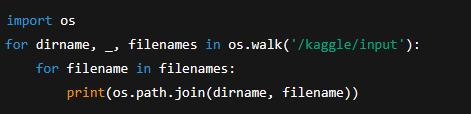 import os
for dirname, _, filenames in os.walk('/kaggle/input'):
    for filename in filenames:
        print(os.path.join(dirname, filename))